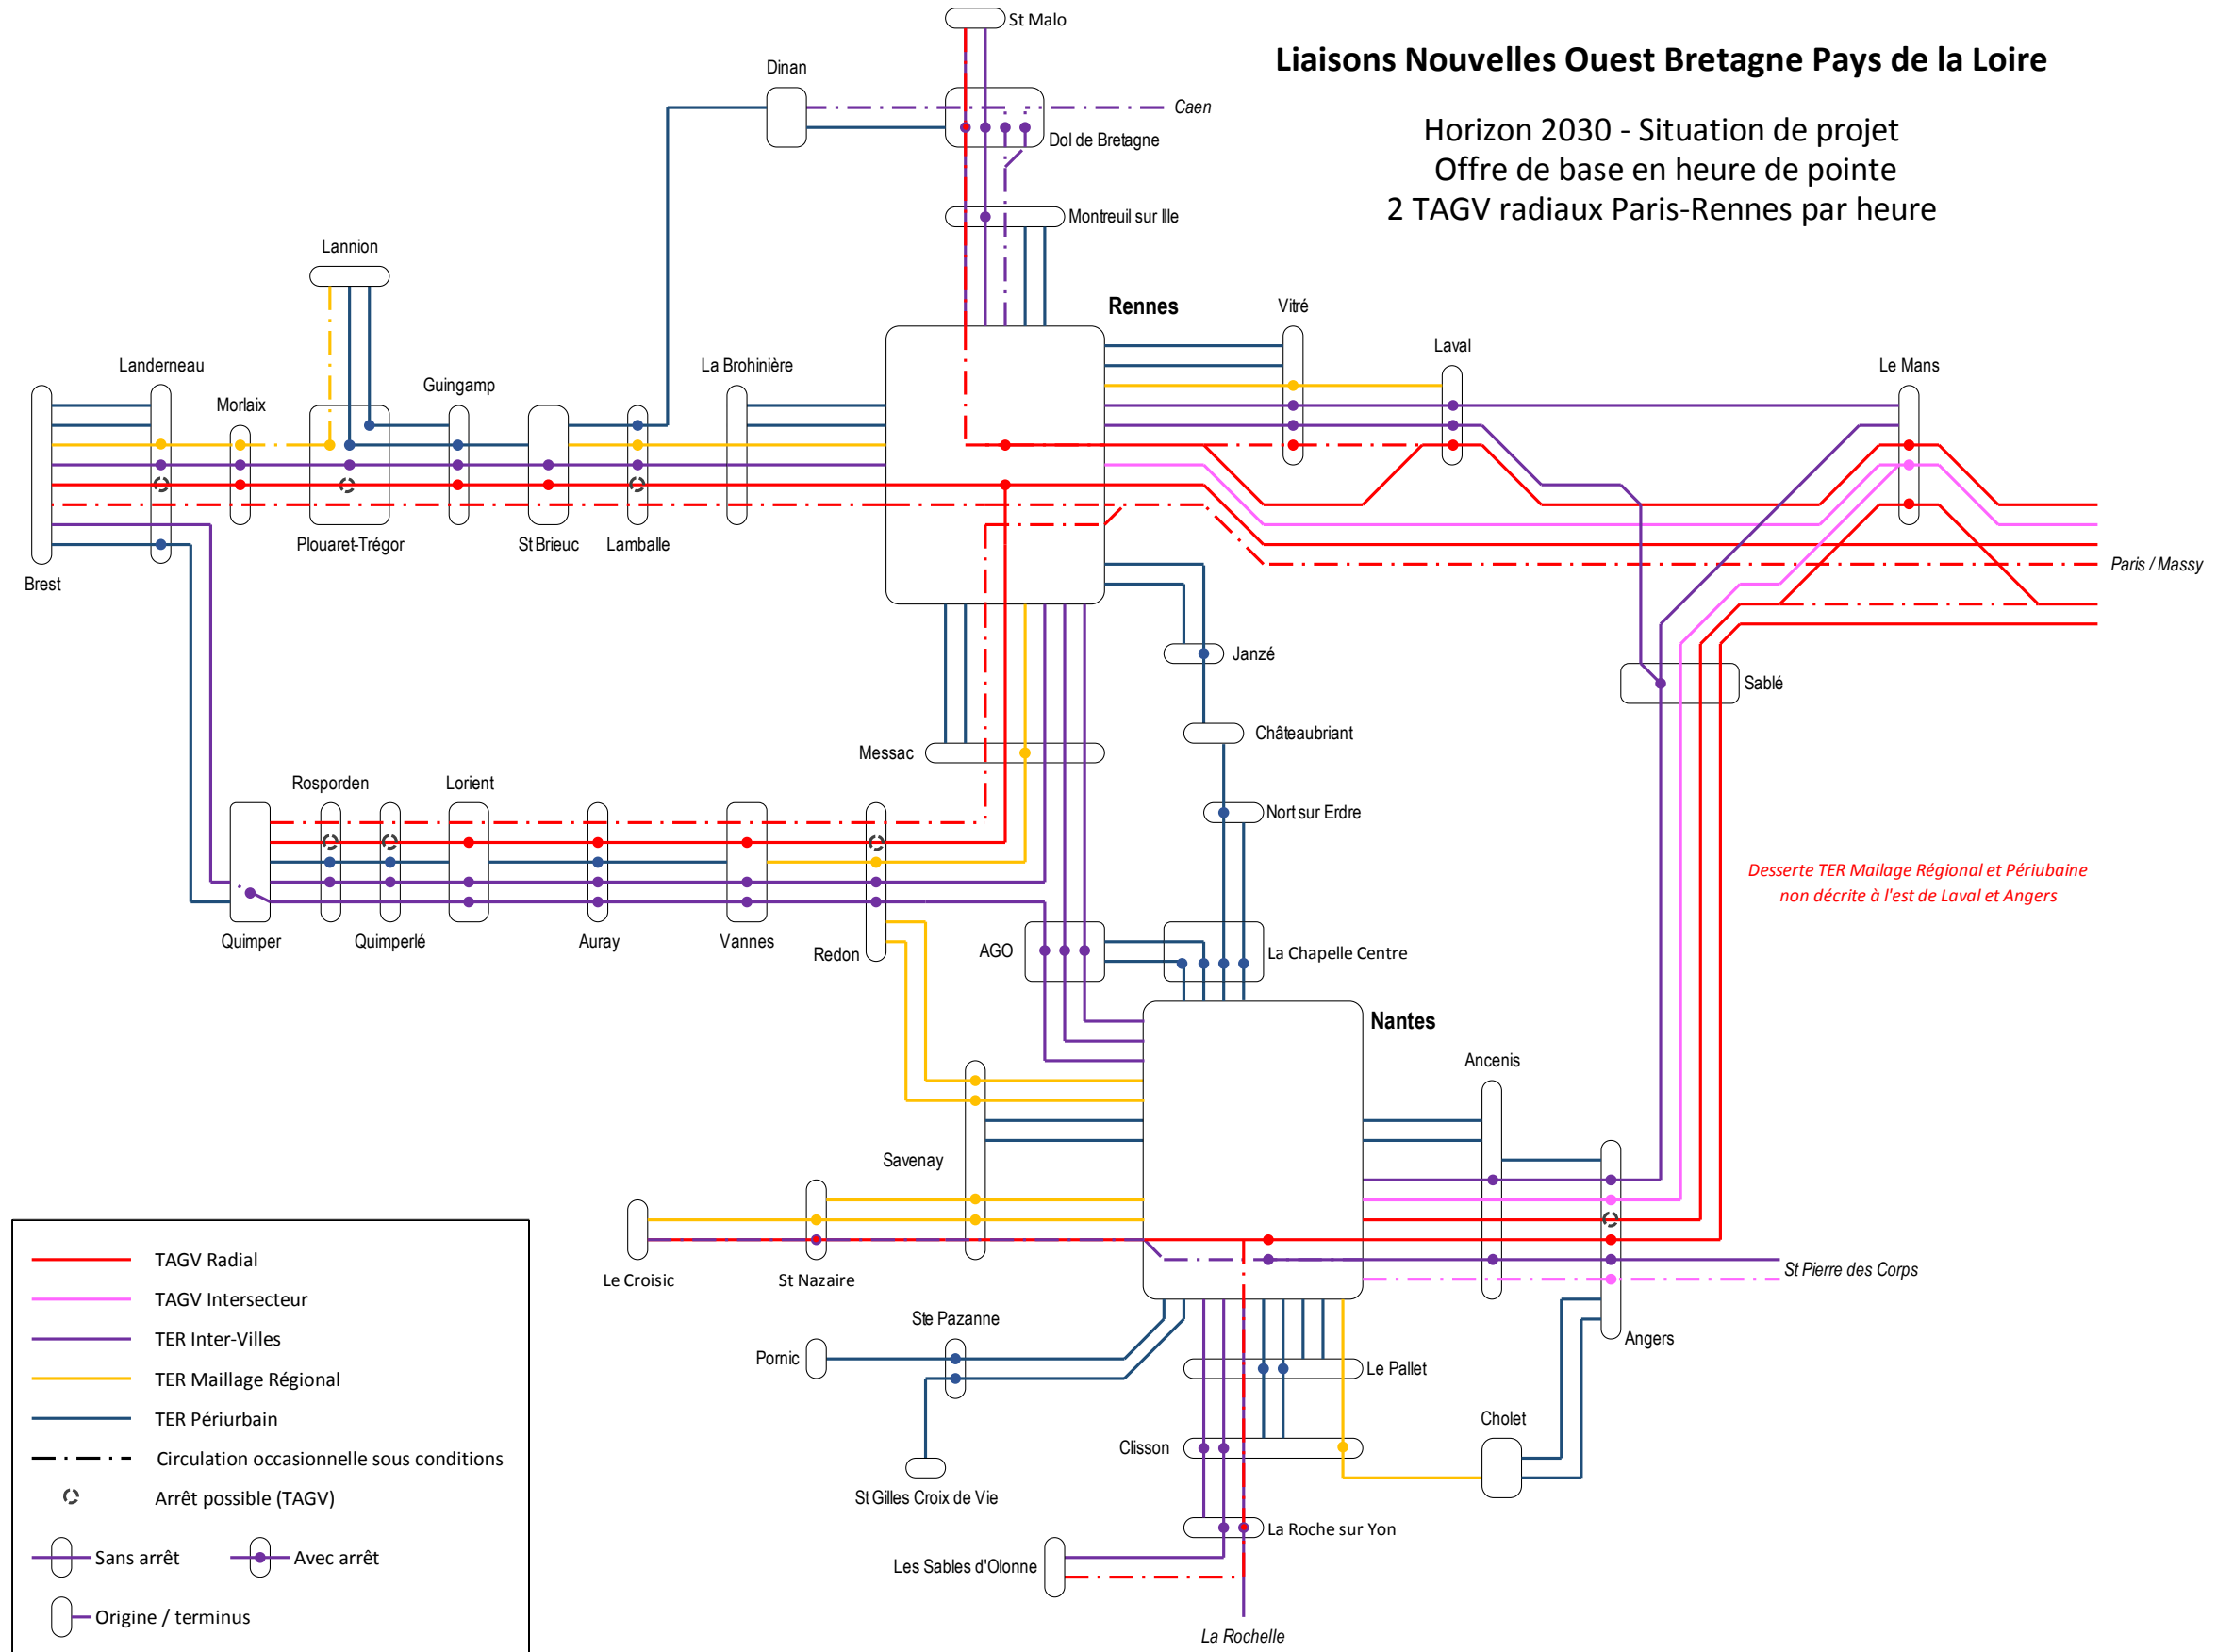 Liaisons Nouvelles Ouest Bretagne Pays de la Loire
Horizon 2030 - Situation de projet
Offre de base en heure de pointe
2 TAGV radiaux Paris-Rennes par heure
St Malo
Dinan
Caen
Dol de Bretagne
Montreuil sur Ille
Lannion
Rennes
Vitré
Laval
Le Mans
Landerneau
Morlaix
Guingamp
La Brohinière
Brest
Plouaret-Trégor
St Brieuc
Lamballe
Paris / Massy
Janzé
Sablé
Châteaubriant
Messac
Rosporden
Lorient
Nort sur Erdre
Desserte TER Mailage Régional et Périubaine
non décrite à l'est de Laval et Angers
Quimper
Quimperlé
Auray
Vannes
Redon
AGO
La Chapelle Centre
Nantes
Ancenis
Savenay
Le Croisic
St Nazaire
St Pierre des Corps
Ste Pazanne
Angers
Pornic
Le Pallet
Cholet
Clisson
St Gilles Croix de Vie
La Roche sur Yon
Les Sables d'Olonne
La Rochelle
TAGV Radial
TAGV Intersecteur
TER Inter-Villes
TER Maillage Régional
TER Périurbain
Circulation occasionnelle sous conditions
Arrêt possible (TAGV)
Sans arrêt
Avec arrêt
Origine / terminus